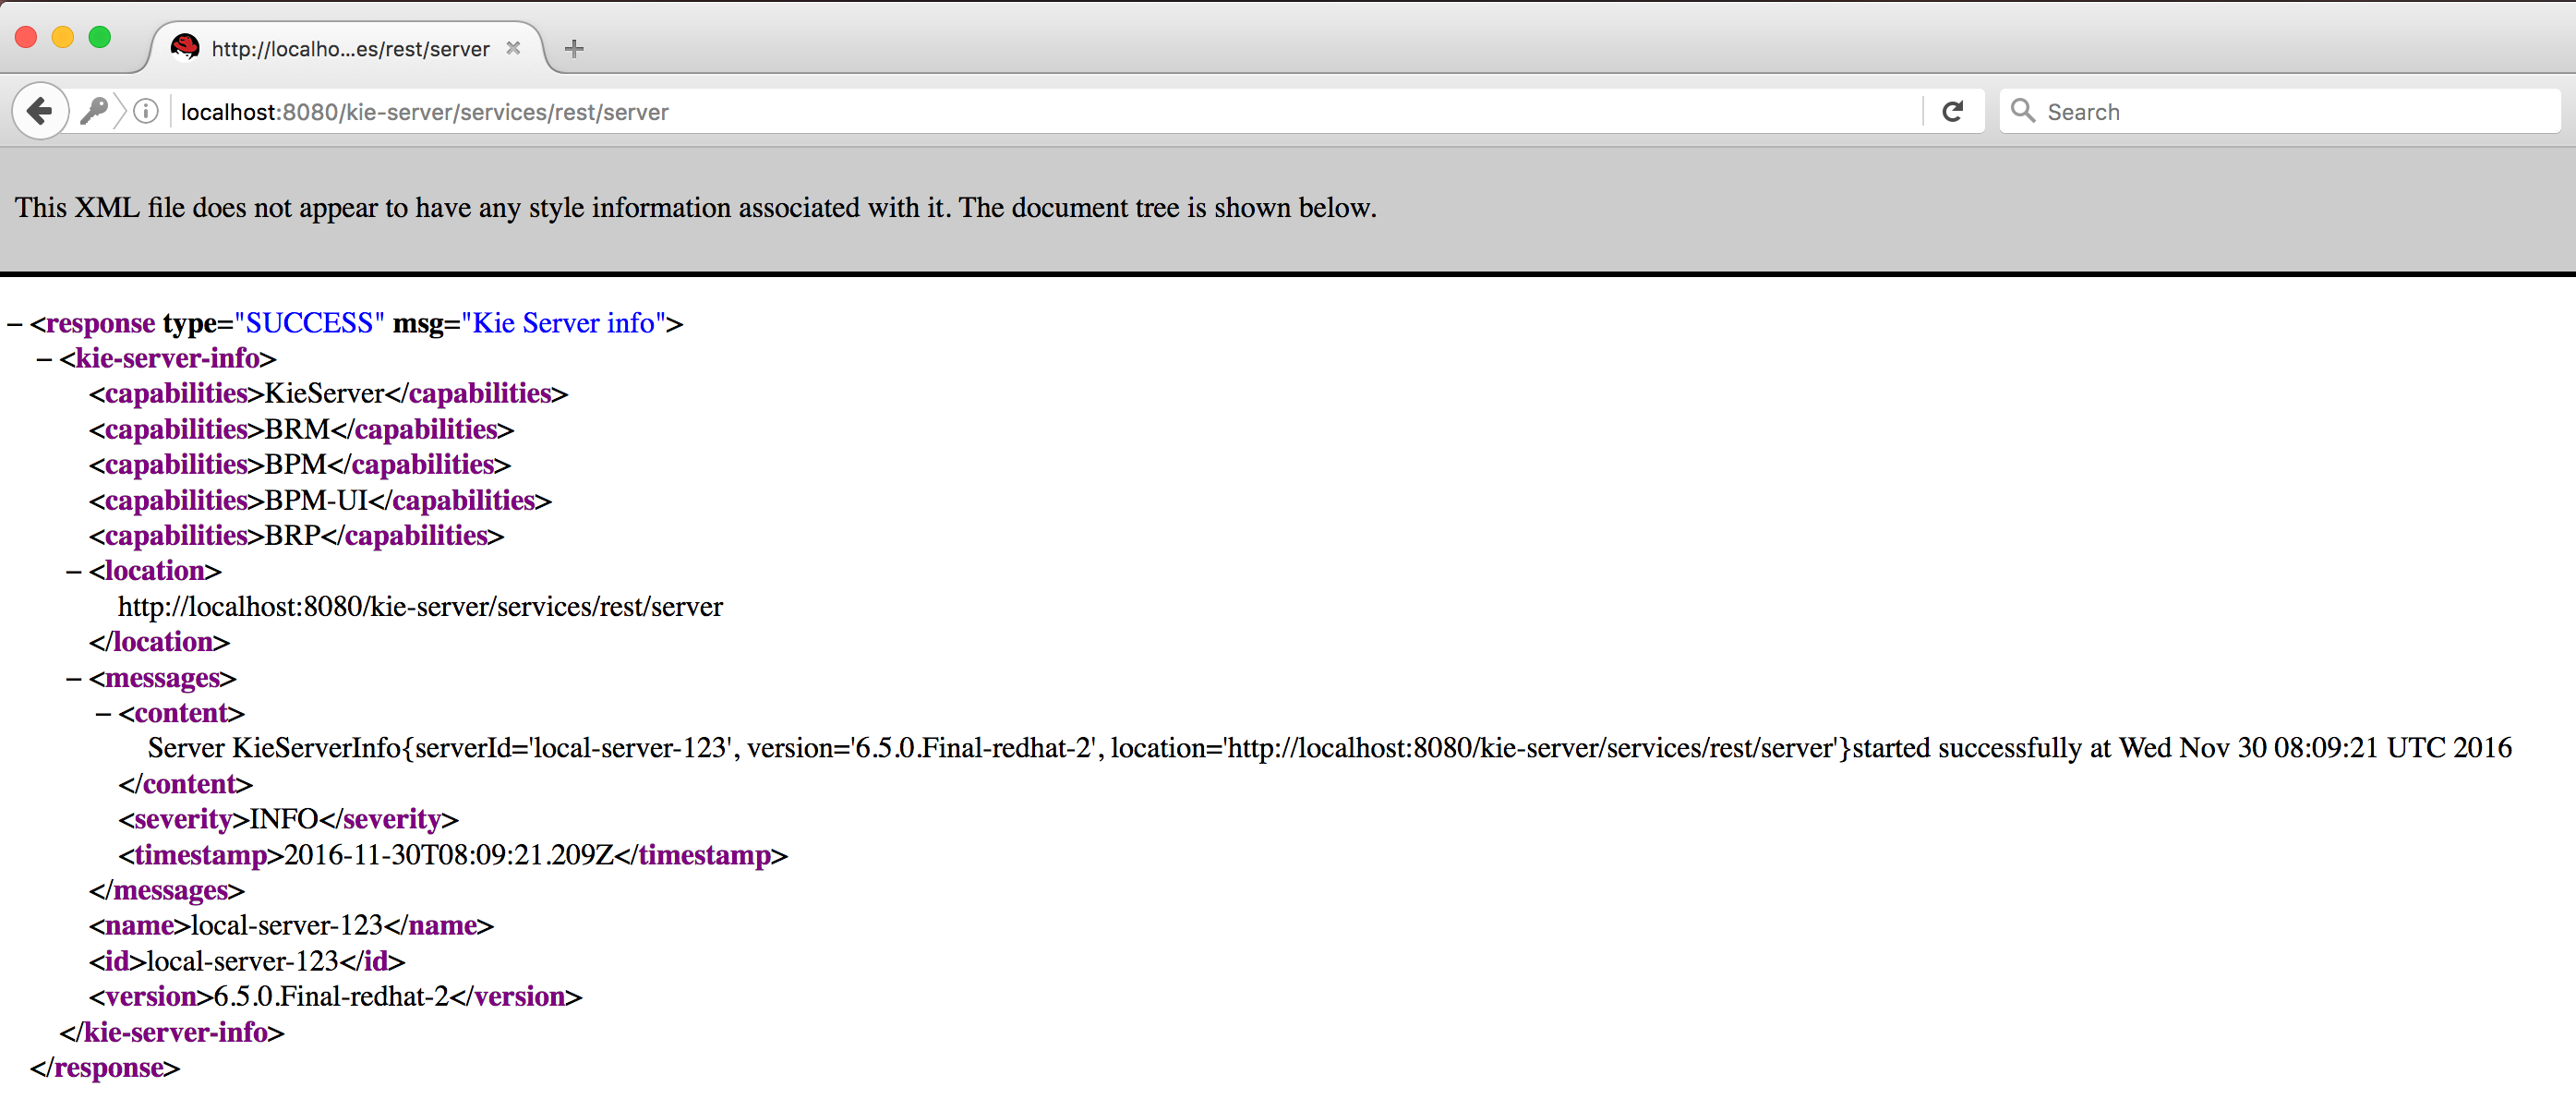 http://localho...es/rest/server
localhost:8080/kie-server/services/rest/server
Search
This XML file does not appear to have any style information associated with it. The document tree is shown below.
– <response type="SUCCESS" msg="Kie Server info">
– <kie-server-info>
<capabilities>KieServer</capabilities>
<capabilities>BRM</capabilities>
<capabilities>BPM</capabilities>
<capabilities>BPM-UI</capabilities>
<capabilities>BRP</capabilities>
– <location>
http://localhost:8080/kie-server/services/rest/server
</location>
– <messages>
– <content>
Server KieServerInfo{serverId='local-server-123', version='6.5.0.Final-redhat-2', location='http://localhost:8080/kie-server/services/rest/server'}started successfully at Wed Nov 30 08:09:21 UTC 2016
</content>
<severity>INFO</severity>
<timestamp>2016-11-30T08:09:21.209Z</timestamp>
</messages>
<name>local-server-123</name>
<id>local-server-123</id>
<version>6.5.0.Final-redhat-2</version>
</kie-server-info>
</response>